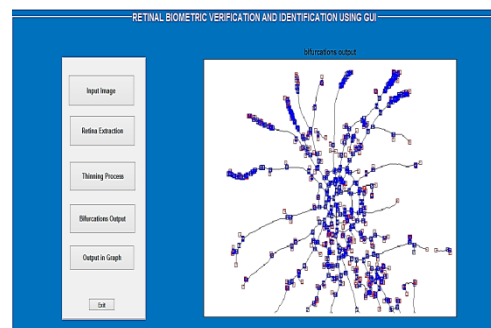 RETINAL BIOMETRIC VERIFICATION AND IDENTIFICATION USING GUI
bifurcations output
Input Image
Retina Extraction
Thinning Process
Bifurcations Output
Output in Graph
Exit